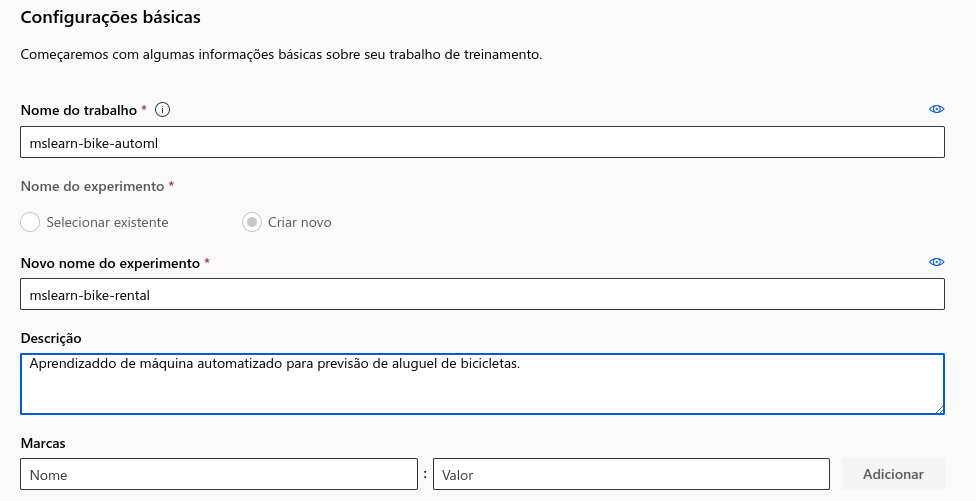 Configurações básicas
Começaremos com algumas informações básicas sobre seu trabalho de treinamento.
Nome do trabalho *
mslearn-bike-automl
Nome do experimento *
Selecionar existente Criar novo
Novo nome do experimento *
mslearn-bike-rental
Descrição
Aprendizaddo de máquina automatizado para previsão de aluguel de bicicletas.
Marcas
Nome : Valor Adicionar